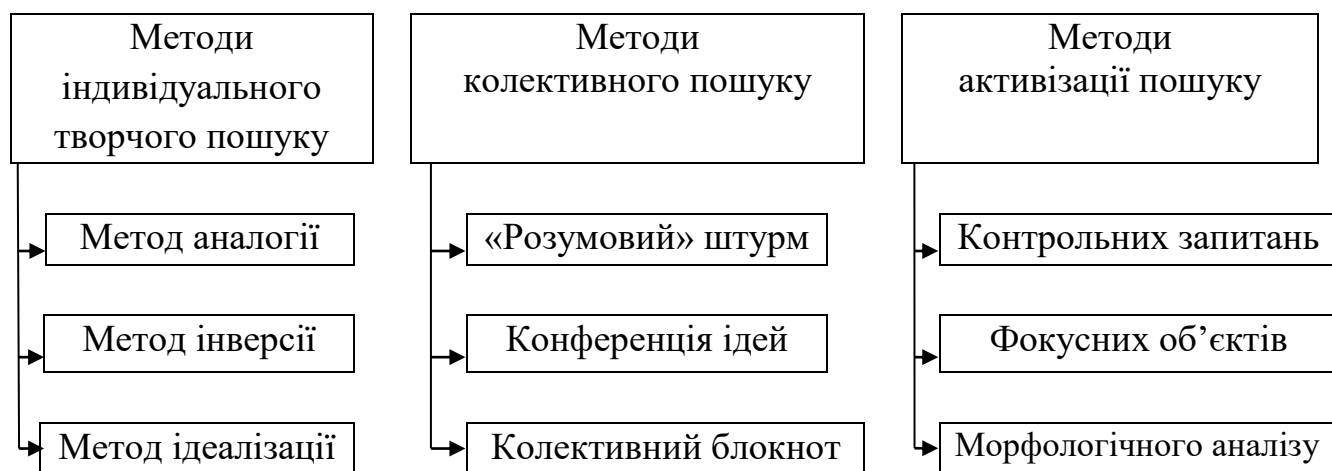 Методи
індивідуального
творчого пошуку
Метод аналогії
Метод інверсії
Метод ідеалізації
Методи
колективного пошуку
«Розумовий» штурм
Конференція ідей
Колективний блокнот
Методи
активізації пошуку
Контрольних запитань
Фокусних об’єктів
Морфологічного аналізу